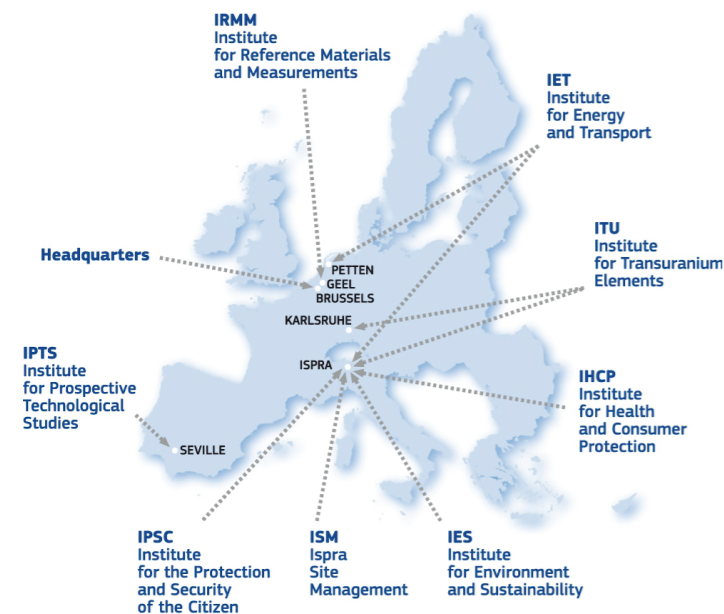 IRMM
Institute
for Reference Materials
and Measurements
IET
Institute
for Energy
and Transport
ITU
Institute
for Transuranium
Elements
Headquarters
PETTEN
GEEL
BRUSSELS
KARLSRUHE
ISPRA
IPTS
Institute
for Prospective
Technological
Studies
SEVILLE
IHCP
Institute
for Health
and Consumer
Protection
IPSC
Institute
for the Protection
and Security
of the Citizen
ISM
Ispra
Site
Management
IES
Institute
for Environment
and Sustainability